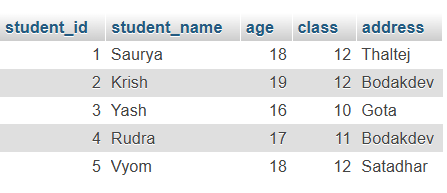 student_id student_name age class address
1 Saurya 18 12 Thaltej
2 Krish 19 12 Bodakdev
3 Yash 16 10 Gota
4 Rudra 17 11 Bodakdev
5 Vyom 18 12 Satadhar